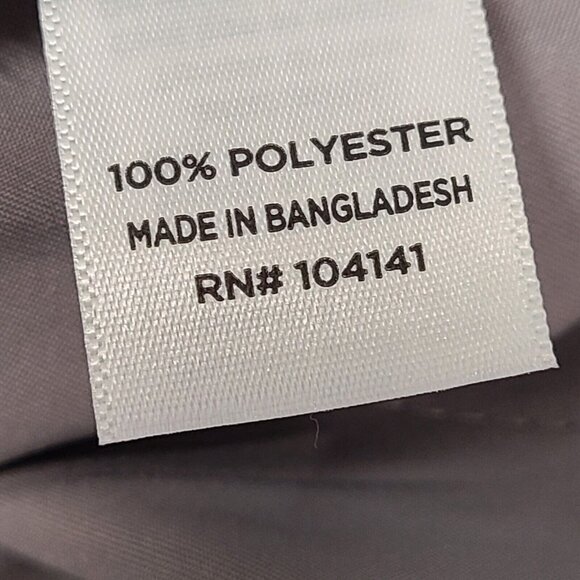 100% POLYESTER
MADE IN BANGLADESH
RN# 104141